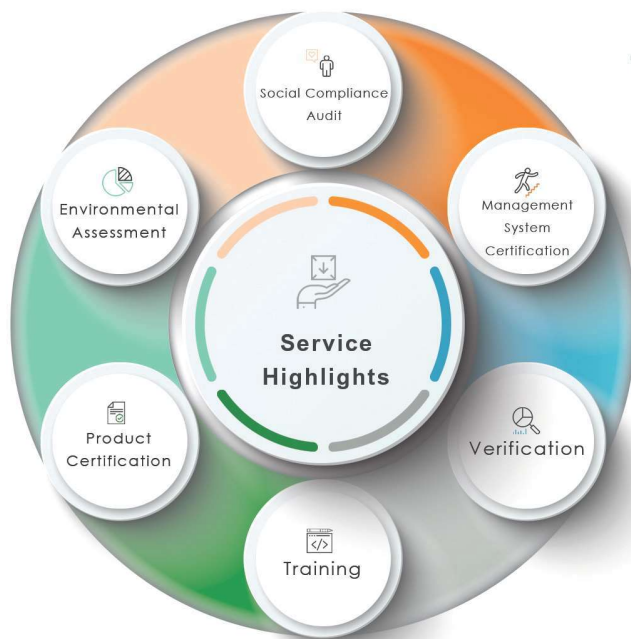 Social Compliance
Audit
Environmental
Assessment
Management
System
Certification
Service
Highlights
Product
Certification
Verification
</>
Training